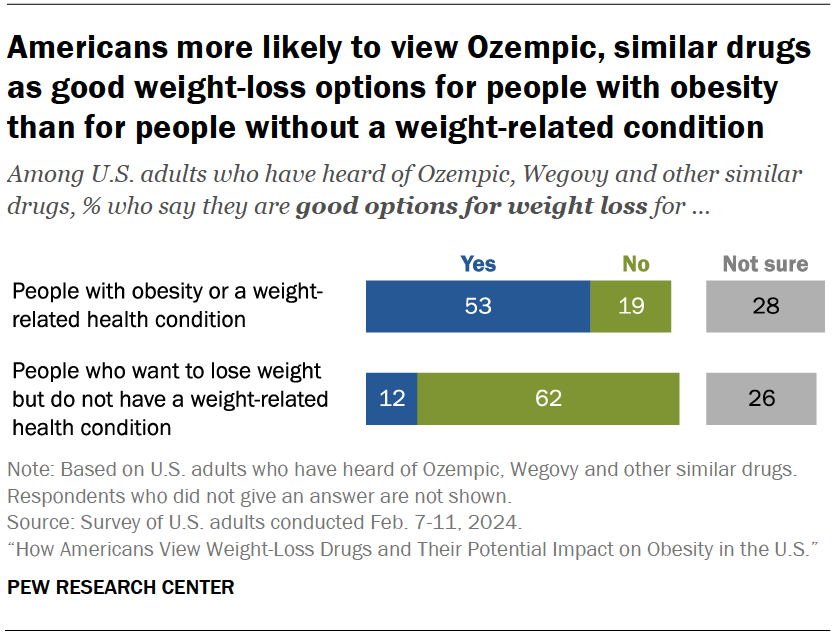 Americans more likely to view Ozempic, similar drugs
as good weight-loss options for people with obesity
than for people without a weight-related condition
Among U.S. adults who have heard of Ozempic, Wegovy and other similar
drugs, % who say they are good options for weight loss for ...
Yes No Not sure
People with obesity or a weight-
related health condition
53 19 28
People who want to lose weight
but do not have a weight-related
health condition
12 62 26
Note: Based on U.S. adults who have heard of Ozempic, Wegovy and other similar drugs.
Respondents who did not give an answer are not shown.
Source: Survey of U.S. adults conducted Feb. 7-11, 2024.
“How Americans View Weight-Loss Drugs and Their Potential Impact on Obesity in the U.S.”
PEW RESEARCH CENTER